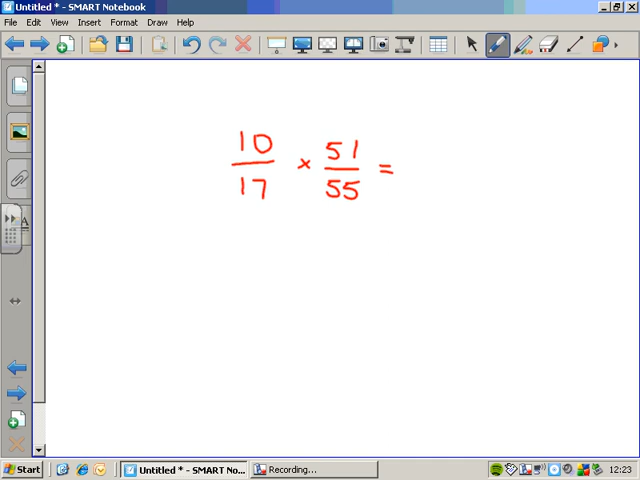 Untitled * - SMART Notebook
File Edit View Insert Format Draw Help
10/17 × 51/55 =
Start Untitled * - SMART No... Recording... 12:23